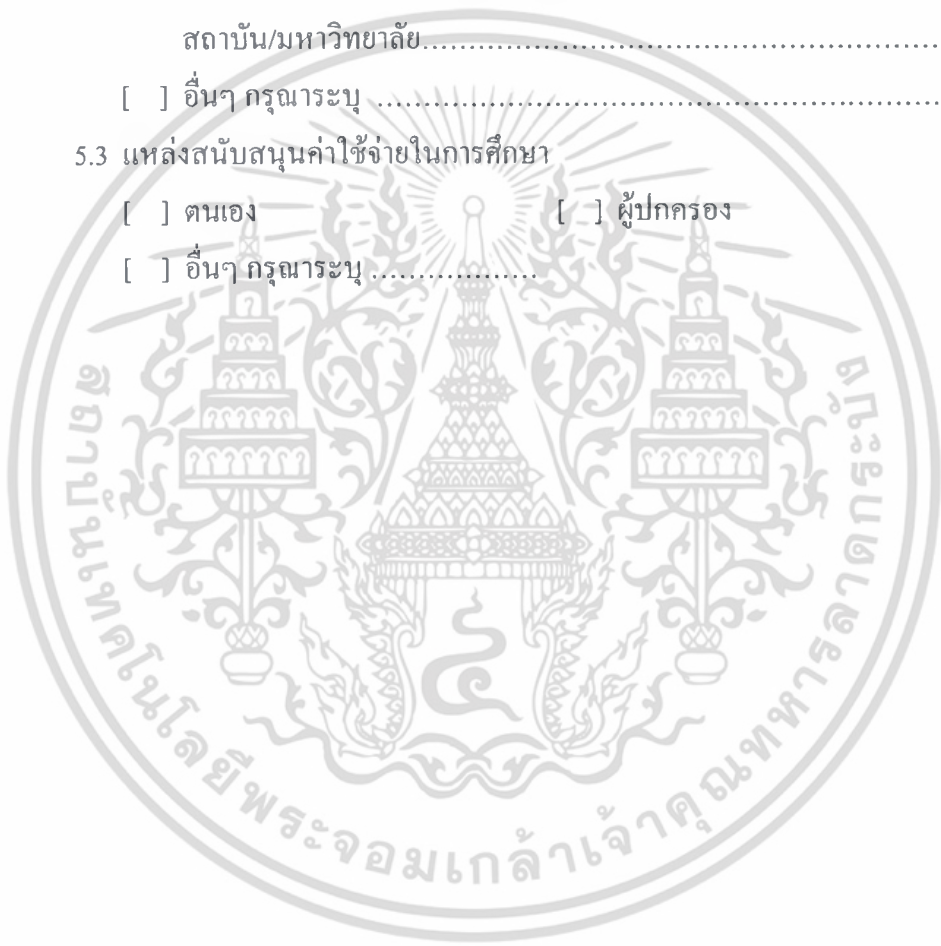 สถาบัน/มหาวิทยาลัย............................................................
[ ] อื่นๆ กรุณาระบุ ............................................................
5.3 แหล่งสนับสนุนค่าใช้จ่ายในการศึกษา
[ ] ตนเอง [ ] ผู้ปกครอง
[ ] อื่นๆ กรุณาระบุ ..................
สถาบันเทคโนโลยีพระจอมเกล้าเจ้าคุณทหารลาดกระบัง
๔